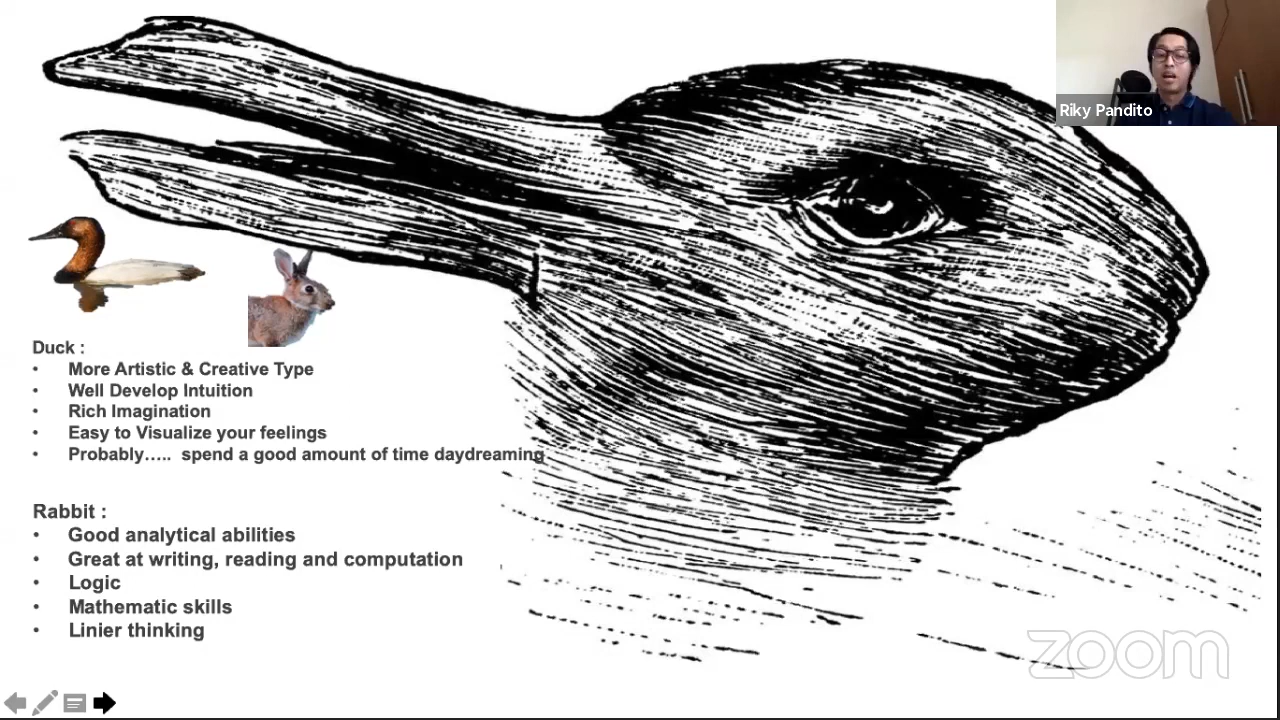 Riky Pandito
Duck :
• More Artistic & Creative Type
• Well Develop Intuition
• Rich Imagination
• Easy to Visualize your feelings
• Probably….. spend a good amount of time daydreaming
Rabbit :
• Good analytical abilities
• Great at writing, reading and computation
• Logic
• Mathematic skills
• Linier thinking
zoom